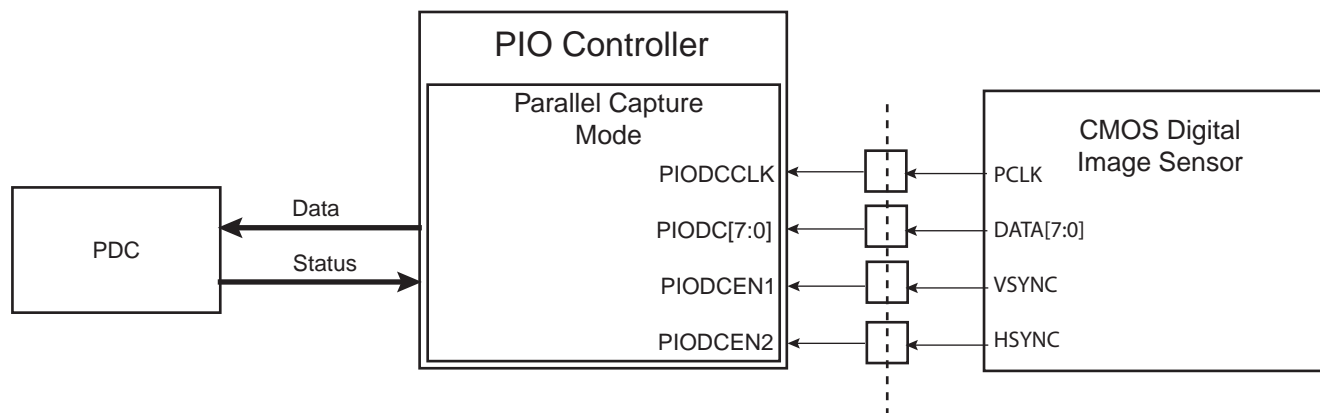 PIO Controller
Parallel Capture
Mode
PIODCCLK
PIODC[7:0]
PIODCEN1
PIODCEN2
PDC
Data
Status
CMOS Digital
Image Sensor
PCLK
DATA[7:0]
VSYNC
HSYNC